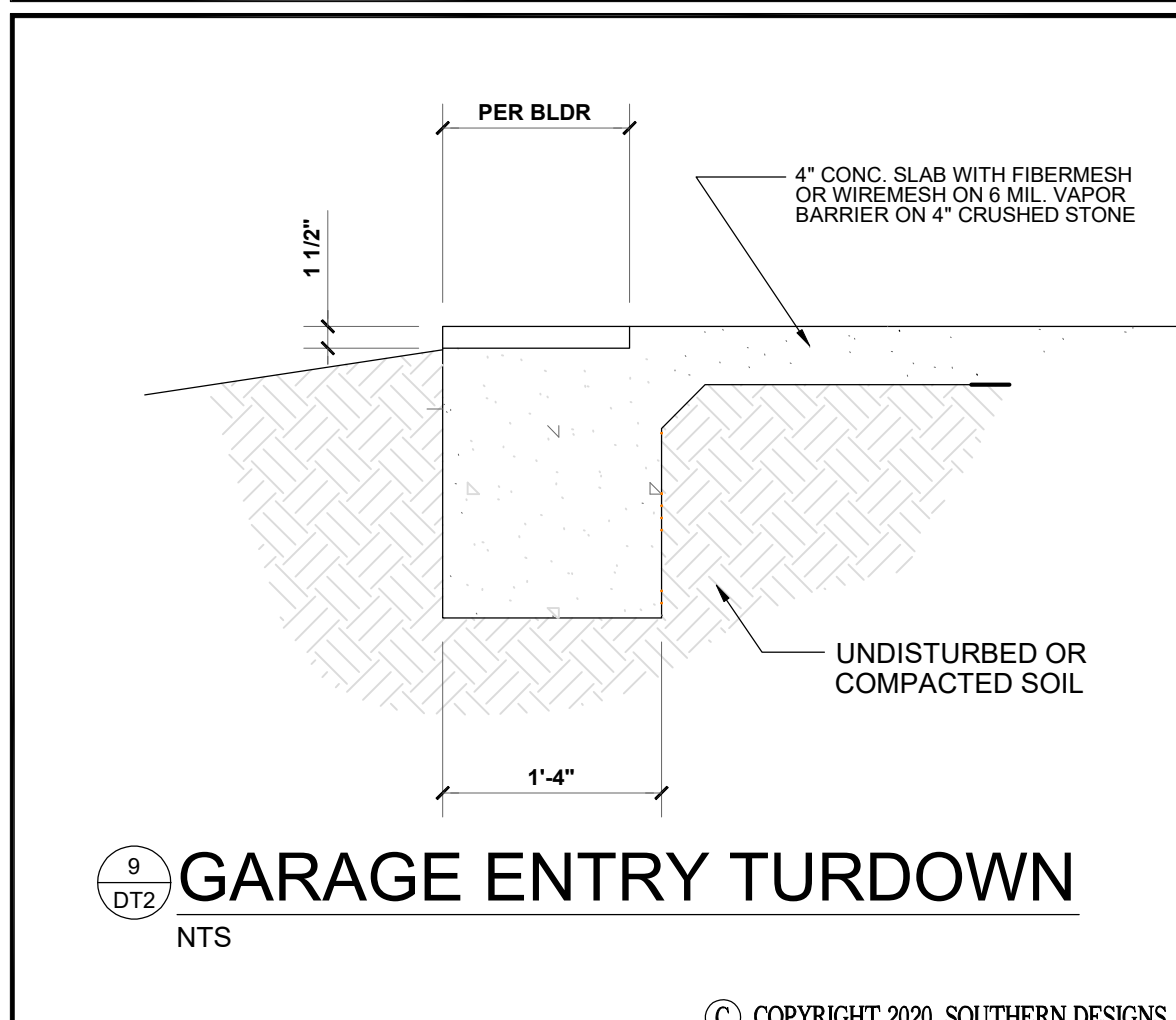 PER BLDR
4" CONC. SLAB WITH FIBERMESH
OR WIREMESH ON 6 MIL. VAPOR
BARRIER ON 4" CRUSHED STONE
1 1/2"
UNDISTURBED OR
COMPACTED SOIL
1'-4"
9
DT2
GARAGE ENTRY TURDOWN
NTS
© COPYRIGHT 2020 SOUTHERN DESIGNS